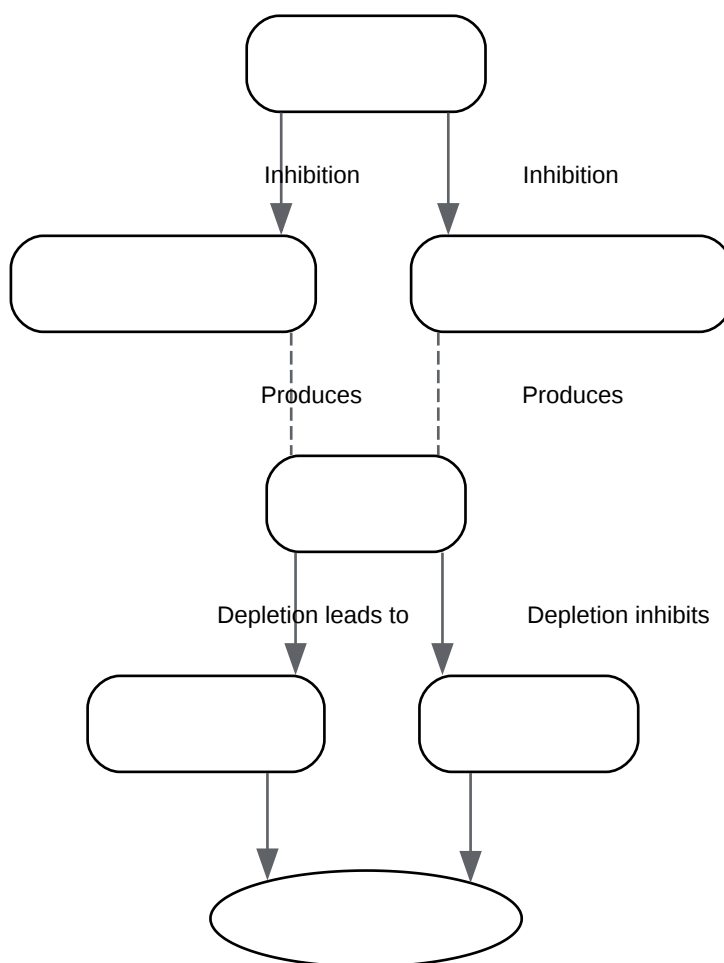 Inhibition
Inhibition
Produces
Produces
Depletion leads to
Depletion inhibits